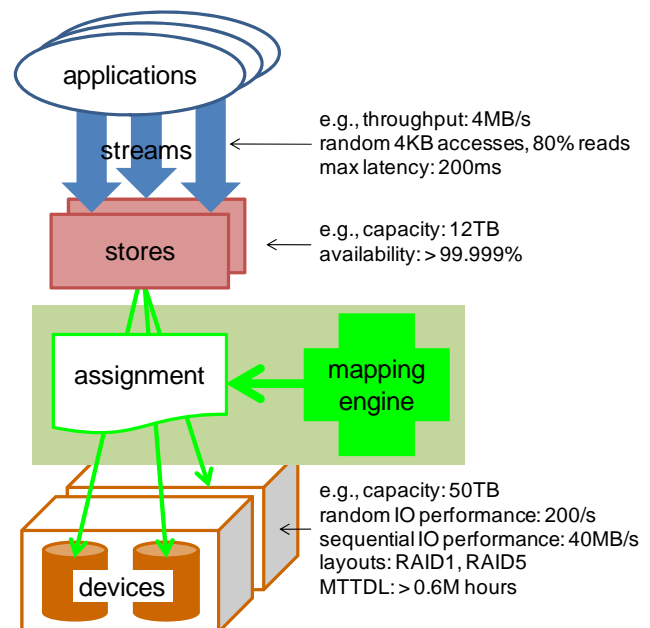 applications
streams
e.g., throughput: 4MB/s
random 4KB accesses, 80% reads
max latency: 200ms
stores
e.g., capacity: 12TB
availability: > 99.999%
assignment
mapping
engine
e.g., capacity: 50TB
random IO performance: 200/s
sequential IO performance: 40MB/s
layouts: RAID1, RAID5
MTTDL: > 0.6M hours
devices